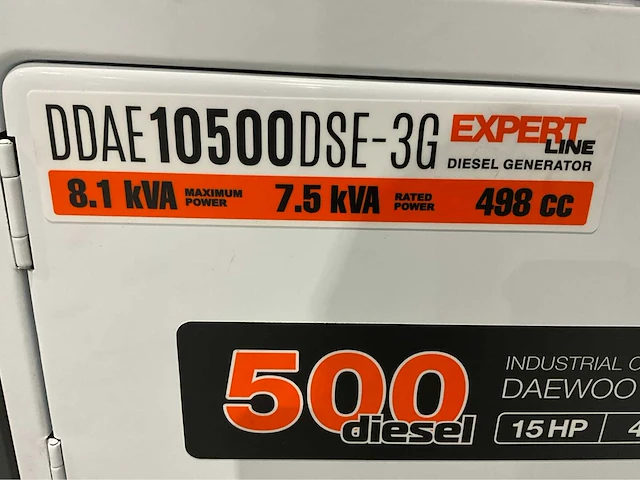 DDAE10500DSE-3G EXPERT LINE
DIESEL GENERATOR
8.1 kVA MAXIMUM POWER 7.5 kVA RATED POWER 498 cc
500 diesel
INDUSTRIAL
DAEWOO
15 HP | 4